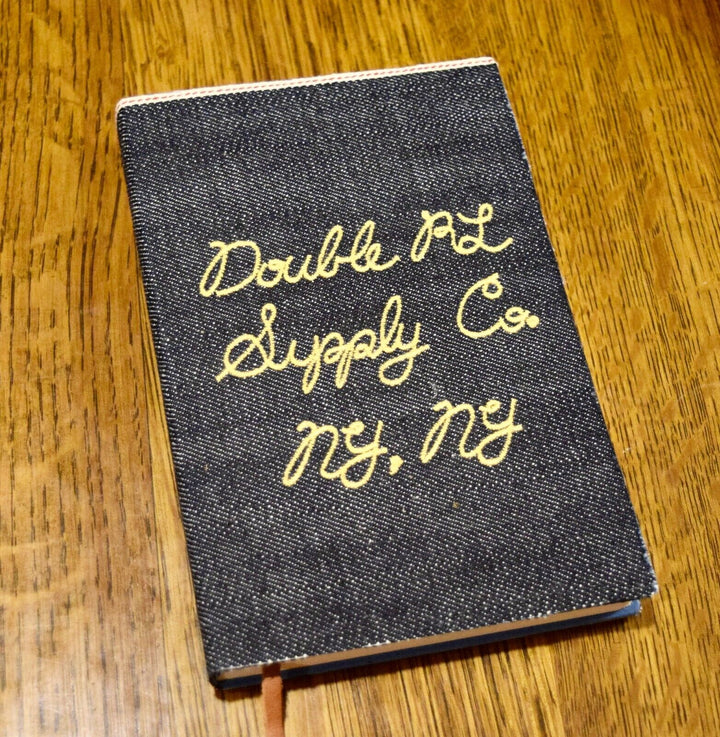 Double RL
Supply Co.
NY, NY